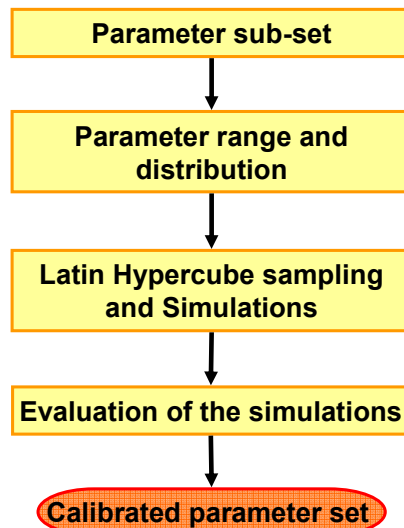 Parameter sub-set
Parameter range and
distribution
Latin Hypercube sampling
and Simulations
Evaluation of the simulations
Calibrated parameter set